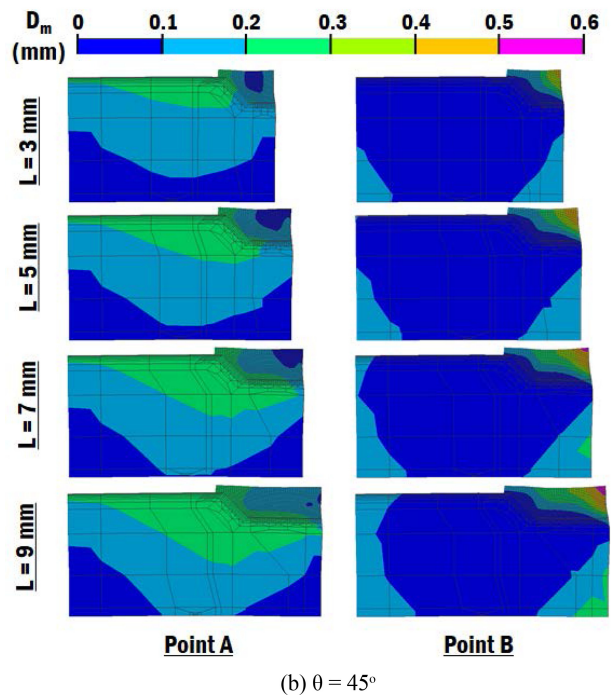 Dm 0 0.1 0.2 0.3 0.4 0.5 0.6
(mm)
L = 3 mm
L = 5 mm
L = 7 mm
L = 9 mm
Point A Point B
(b) θ = 45°